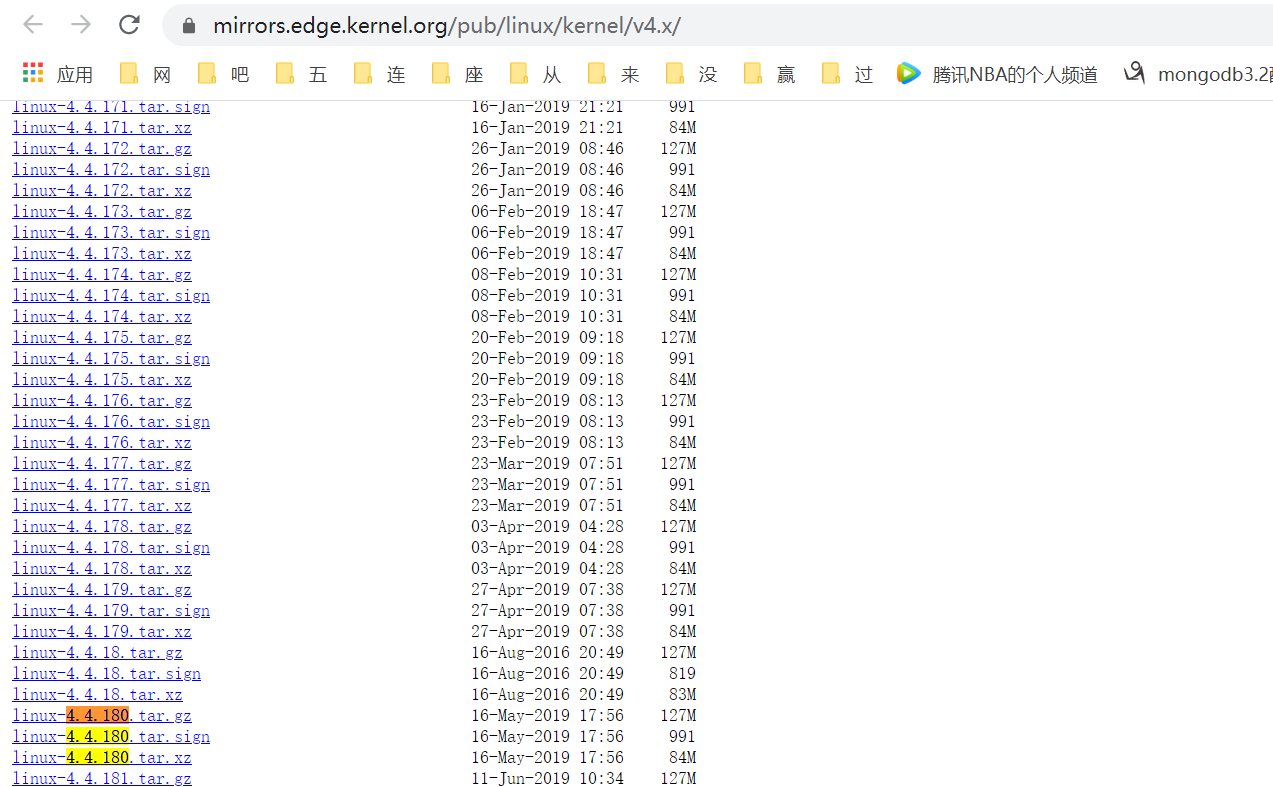 mirrors.edge.kernel.org/pub/linux/kernel/v4.x/
应用 网 吧 五 连 座 从 来 没 赢 过 腾讯NBA的个人频道 mongodb3.2
linux-4.4.171.tar.sign 16-Jan-2019 21:21 991
linux-4.4.171.tar.xz 16-Jan-2019 21:21 84M
linux-4.4.172.tar.gz 26-Jan-2019 08:46 127M
linux-4.4.172.tar.sign 26-Jan-2019 08:46 991
linux-4.4.172.tar.xz 26-Jan-2019 08:46 84M
linux-4.4.173.tar.gz 06-Feb-2019 18:47 127M
linux-4.4.173.tar.sign 06-Feb-2019 18:47 991
linux-4.4.173.tar.xz 06-Feb-2019 18:47 84M
linux-4.4.174.tar.gz 08-Feb-2019 10:31 127M
linux-4.4.174.tar.sign 08-Feb-2019 10:31 991
linux-4.4.174.tar.xz 08-Feb-2019 10:31 84M
linux-4.4.175.tar.gz 20-Feb-2019 09:18 127M
linux-4.4.175.tar.sign 20-Feb-2019 09:18 991
linux-4.4.175.tar.xz 20-Feb-2019 09:18 84M
linux-4.4.176.tar.gz 23-Feb-2019 08:13 127M
linux-4.4.176.tar.sign 23-Feb-2019 08:13 991
linux-4.4.176.tar.xz 23-Feb-2019 08:13 84M
linux-4.4.177.tar.gz 23-Mar-2019 07:51 127M
linux-4.4.177.tar.sign 23-Mar-2019 07:51 991
linux-4.4.177.tar.xz 23-Mar-2019 07:51 84M
linux-4.4.178.tar.gz 03-Apr-2019 04:28 127M
linux-4.4.178.tar.sign 03-Apr-2019 04:28 991
linux-4.4.178.tar.xz 03-Apr-2019 04:28 84M
linux-4.4.179.tar.gz 27-Apr-2019 07:38 127M
linux-4.4.179.tar.sign 27-Apr-2019 07:38 991
linux-4.4.179.tar.xz 27-Apr-2019 07:38 84M
linux-4.4.18.tar.gz 16-Aug-2016 20:49 127M
linux-4.4.18.tar.sign 16-Aug-2016 20:49 819
linux-4.4.18.tar.xz 16-Aug-2016 20:49 83M
linux-4.4.180.tar.gz 16-May-2019 17:56 127M
linux-4.4.180.tar.sign 16-May-2019 17:56 991
linux-4.4.180.tar.xz 16-May-2019 17:56 84M
linux-4.4.181.tar.gz 11-Jun-2019 10:34 127M